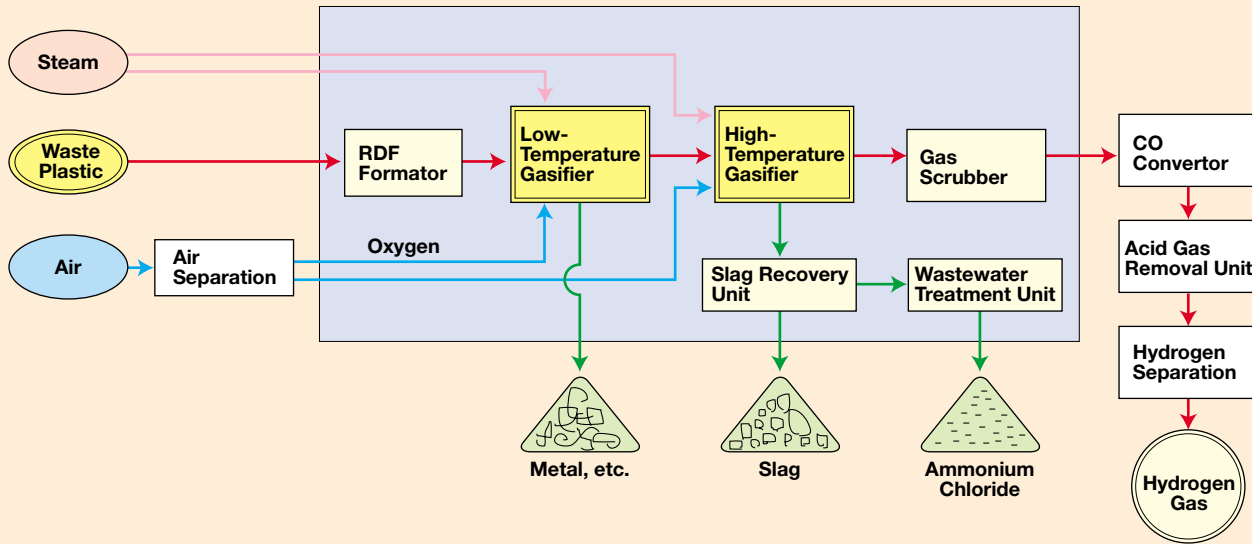 Steam
Waste
Plastic
Air
Air
Separation
Oxygen
RDF
Formator
Low-
Temperature
Gasifier
High-
Temperature
Gasifier
Gas
Scrubber
Slag Recovery
Unit
Wastewater
Treatment Unit
CO
Convertor
Acid Gas
Removal Unit
Hydrogen
Separation
Hydrogen
Gas
Metal, etc.
Slag
Ammonium
Chloride